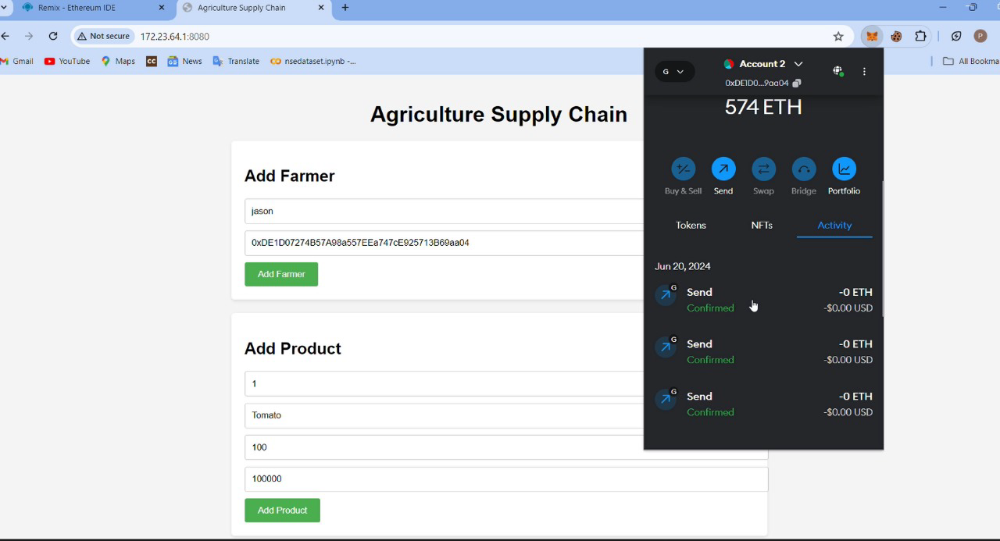 Remix - Ethereum IDE
Agriculture Supply Chain
Not secure
172.23.64.1:8080
P
Gmail
YouTube
Maps
CC
News
Translate
nsedataset.ipynb -...
All Bookma
Agriculture Supply Chain
Add Farmer
jason
0xDE1D07274B57A98a557EEa747cE925713B69aa04
Add Farmer
Add Product
1
Tomato
100
100000
Add Product
G
Account 2
0xDE1D0...9aa04
574 ETH
Buy & Sell
Send
Swap
Bridge
Portfolio
Tokens
NFTs
Activity
Jun 20, 2024
G
Send
-0 ETH
Confirmed
-$0.00 USD
G
Send
-0 ETH
Confirmed
-$0.00 USD
G
Send
-0 ETH
Confirmed
-$0.00 USD